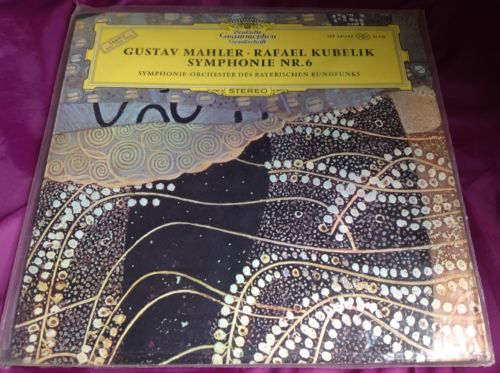 Deutsche
Grammophon
Gesellschaft
GUSTAV MAHLER · RAFAEL KUBELIK
SYMPHONIE NR. 6
SYMPHONIE-ORCHESTER DES BAYERISCHEN RUNDFUNKS
STEREO